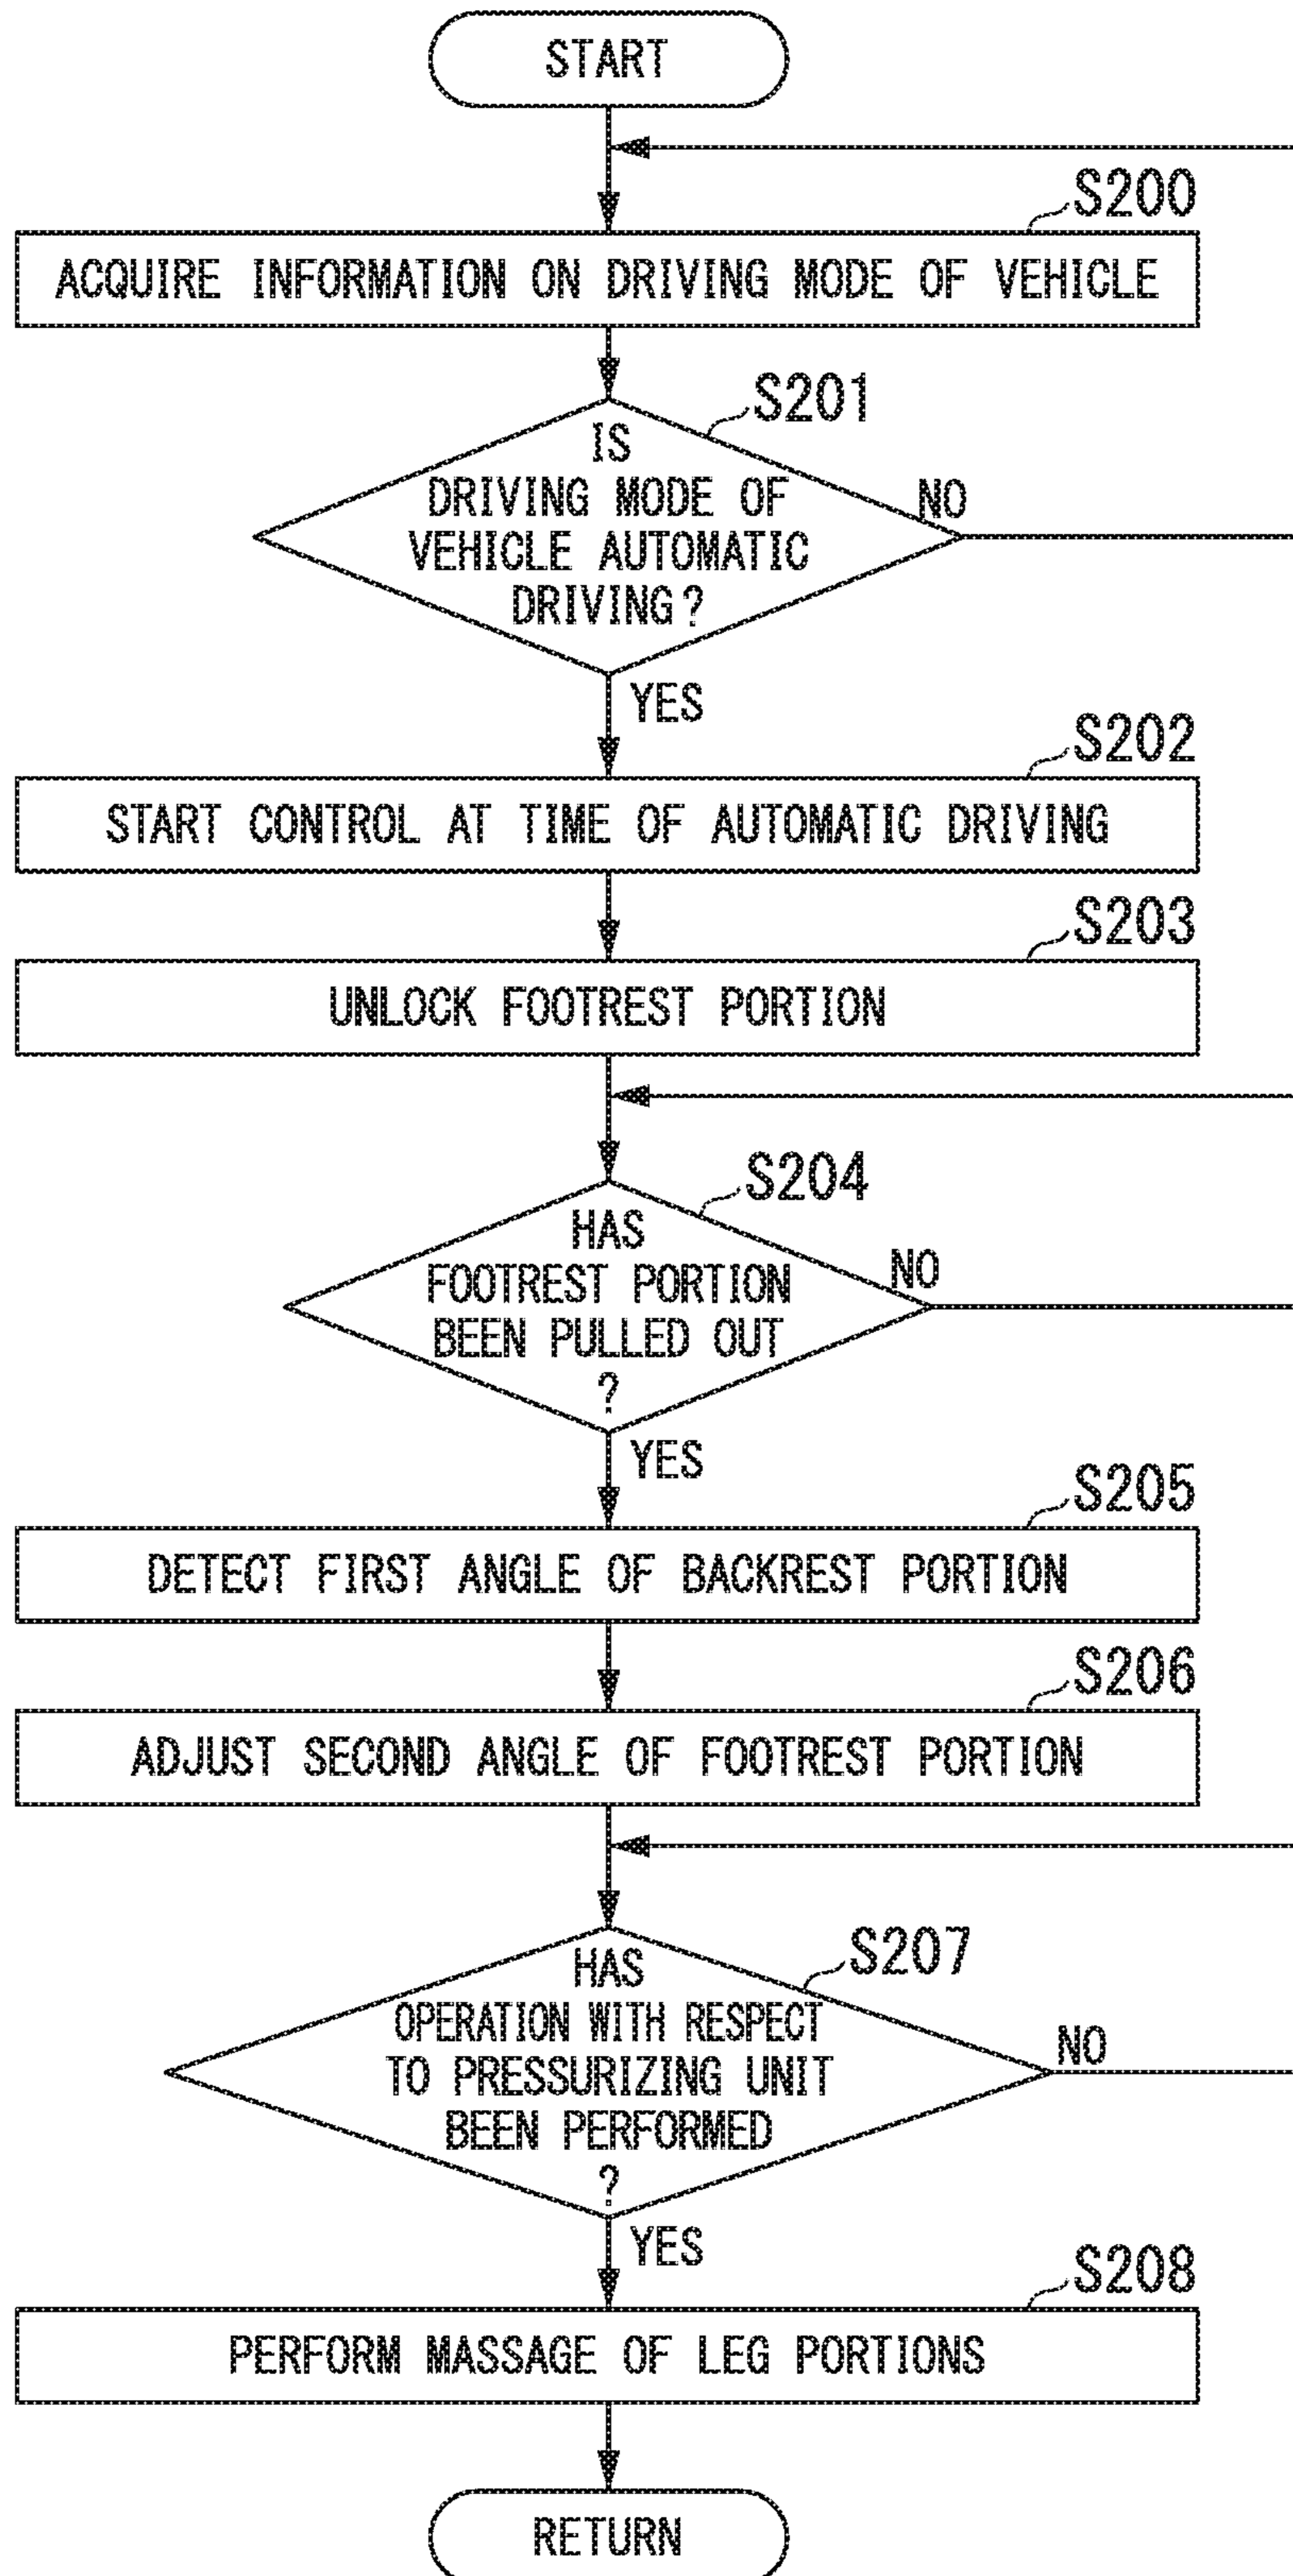 START
S200
ACQUIRE INFORMATION ON DRIVING MODE OF VEHICLE
S201
IS
DRIVING MODE OF
VEHICLE AUTOMATIC
DRIVING?
NO
YES
S202
START CONTROL AT TIME OF AUTOMATIC DRIVING
S203
UNLOCK FOOTREST PORTION
S204
HAS
FOOTREST PORTION
BEEN PULLED OUT
?
NO
YES
S205
DETECT FIRST ANGLE OF BACKREST PORTION
S206
ADJUST SECOND ANGLE OF FOOTREST PORTION
S207
HAS
OPERATION WITH RESPECT
TO PRESSURIZING UNIT
BEEN PERFORMED
?
NO
YES
S208
PERFORM MASSAGE OF LEG PORTIONS
RETURN